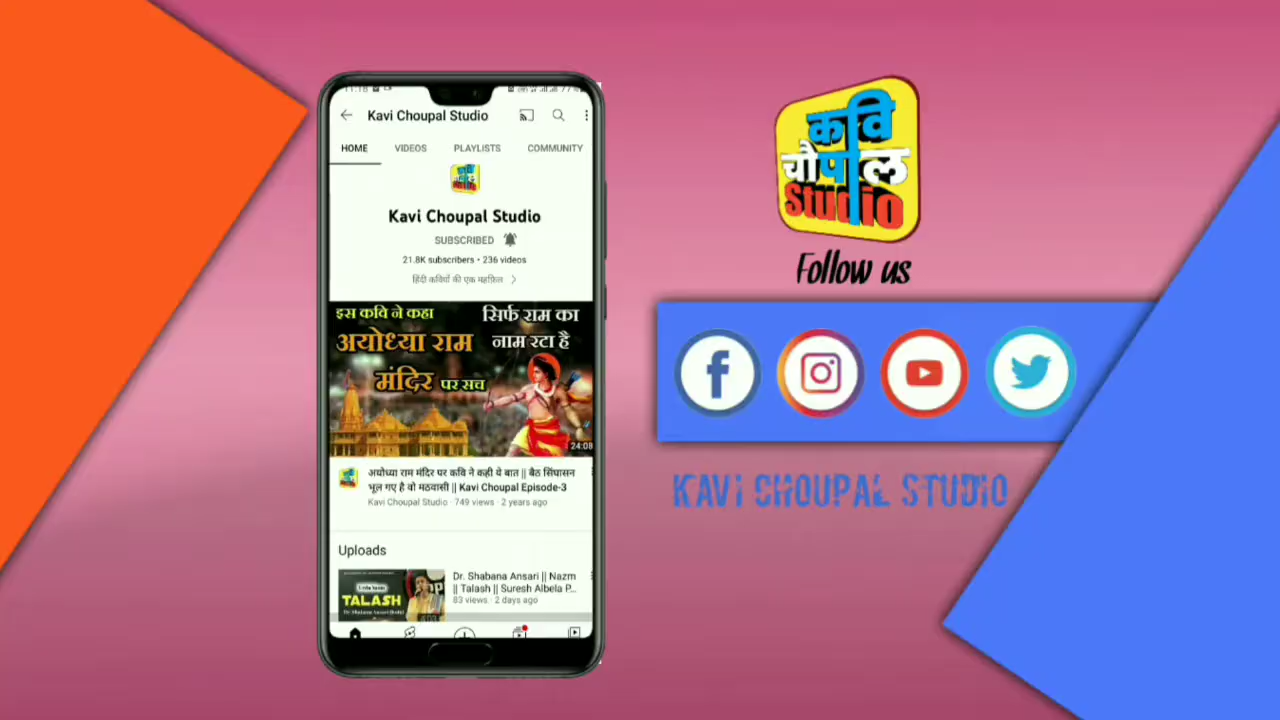 11:18
77%
Kavi Choupal Studio
HOME VIDEOS PLAYLISTS COMMUNITY
Kavi Choupal Studio
SUBSCRIBED
21.8K subscribers • 236 videos
हिंदी कवियों की एक महफ़िल
इस कवि ने कहा सिर्फ राम का
अयोध्या राम नाम रटा है
मंदिर पर सच
24:08
अयोध्या राम मंदिर पर कवि ने कही ये बात || बैठ सिंघासन
भूल गए है वो मठवासी || Kavi Choupal Episode-3
Kavi Choupal Studio · 749 views · 2 years ago
Uploads
Dr. Shabana Ansari || Nazm
|| Talash || Suresh Albela P...
83 views · 2 days ago
TALASH
कवि
चौपाल
Studio
Follow us
KAVI CHOUPAL STUDIO